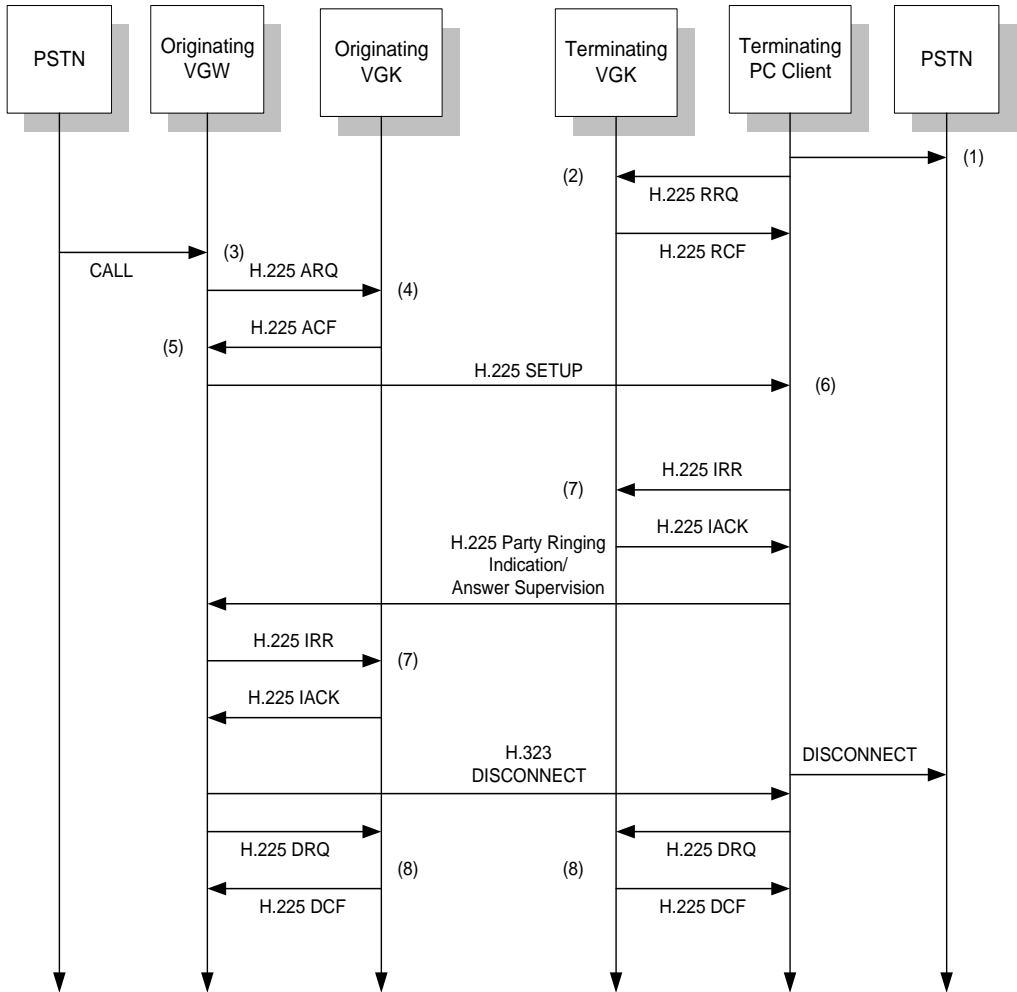 PSTN
Originating
VGW
Originating
VGK
Terminating
VGK
Terminating
PC Client
PSTN
(1)
(2)
H.225 RRQ
H.225 RCF
(3)
CALL
H.225 ARQ
(4)
H.225 ACF
(5)
H.225 SETUP
(6)
H.225 IRR
(7)
H.225 IACK
H.225 Party Ringing
Indication/
Answer Supervision
H.225 IRR
(7)
H.225 IACK
H.323
DISCONNECT
DISCONNECT
H.225 DRQ
H.225 DRQ
(8)
(8)
H.225 DCF
H.225 DCF